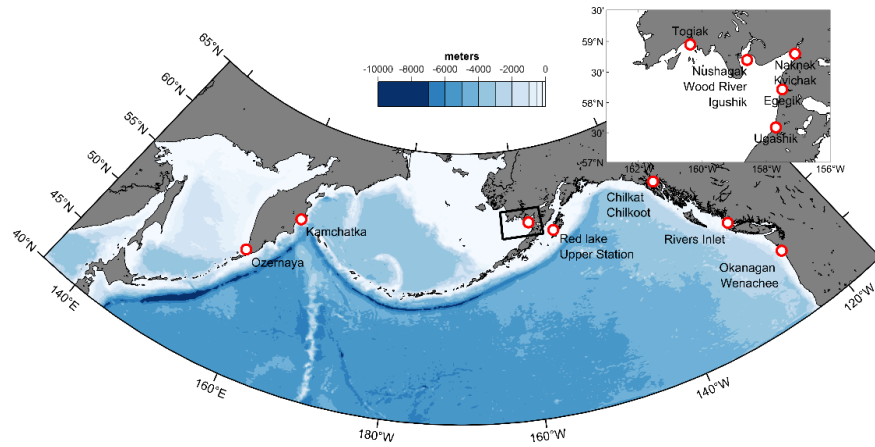 meters
-10000 -8000 -6000 -4000 -2000 0
65°N
60°N
55°N
50°N
45°N
40°N
140°E
160°E
180°W
160°W
140°W
120°W
Ozernaya
Kamchatka
Red lake
Upper Station
Chilkat
Chilkoot
Rivers Inlet
Okanagan
Wenachee
30'
59°N
30'
58°N
30'
57°N
162°W
160°W
158°W
156°W
Togiak
Nushagak
Wood River
Igushik
Naknek
Kvichak
Egegik
Ugashik